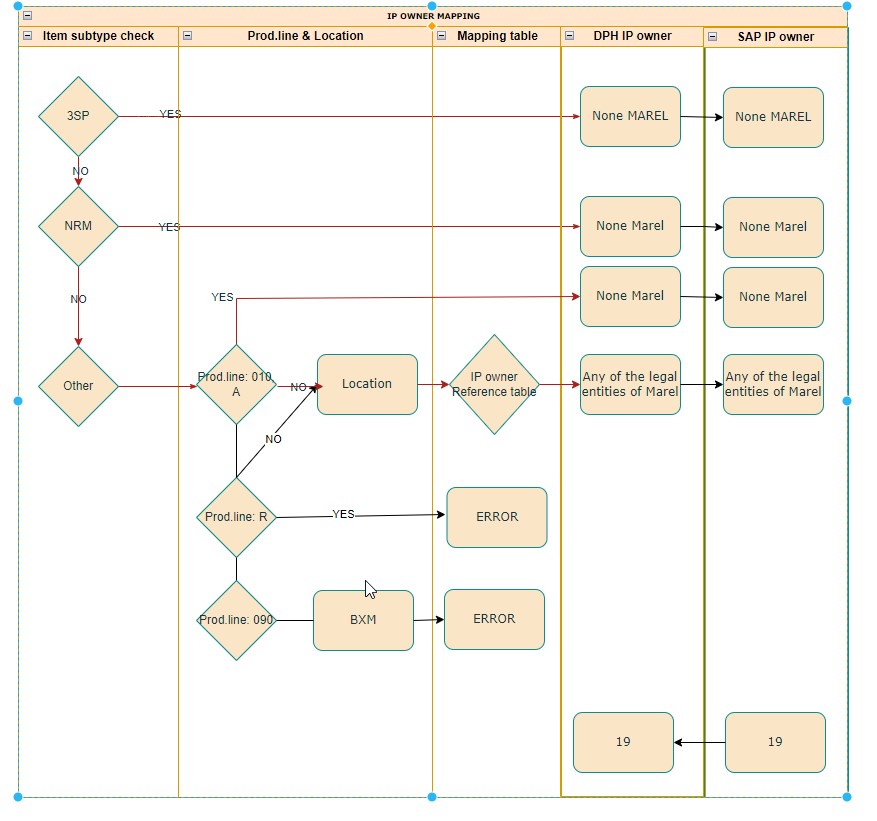 IP OWNER MAPPING
Item subtype check
Prod.line & Location
Mapping table
DPH IP owner
SAP IP owner
3SP
YES
None MAREL
None MAREL
NO
NRM
YES
None Marel
None Marel
NO
YES
None Marel
None Marel
Other
Prod.line: 010
A
NO
Location
IP owner
Reference table
Any of the legal
entities of Marel
Any of the legal
entities of Marel
NO
Prod.line: R
YES
ERROR
Prod.line: 090
BXM
ERROR
19
19